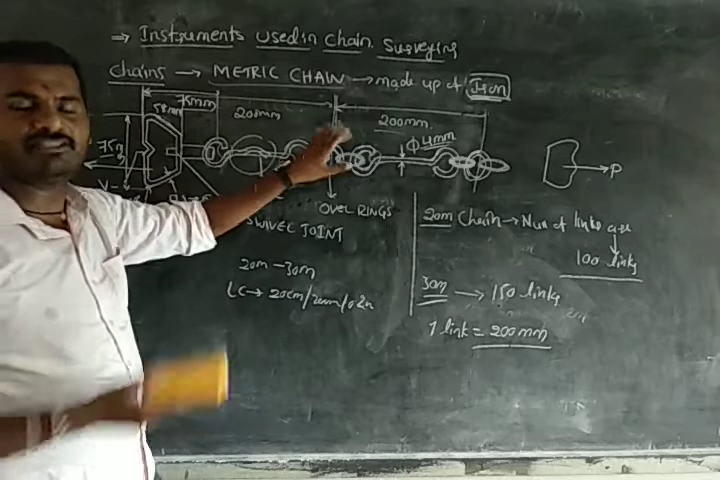 ⇒ Instruments used in Chain Surveying
Chains → METRIC CHAIN → made up of Iron
75mm
200mm
200mm
Φ4mm
P
OVEL RINGS
SWIVEL JOINT
20m - 30m
LC → 20cm/200mm/0.2m
20m Chain → Num of links are
100 links
30m → 150 links
1 link = 200mm